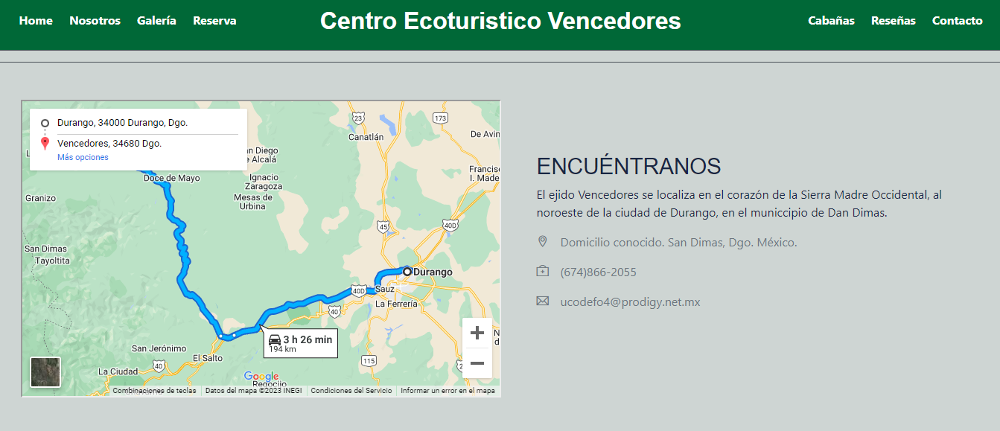 Home Nosotros Galería Reserva
Centro Ecoturistico Vencedores
Cabañas Reseñas Contacto
Durango, 34000 Durango, Dgo.
Vencedores, 34680 Dgo.
Más opciones
23
173
Canatlán
De Avin
an Diego
e Alcalá
Doce de Mayo
Ignacio
Zaragoza
Francisc
I. Made
Granizo
Mesas de
Urbina
45
40D
San Dimas
Tayoltita
Durango
40D
Sauz
La Ferrería
40
3 h 26 min
194 km
San Jerónimo
El Salto
115
40
La Ciudad
Google
Regocijo
Combinaciones de teclas
Datos del mapa ©2023 INEGI
Condiciones del Servicio
Informar un error en el mapa
ENCUÉNTRANOS
El ejido Vencedores se localiza en el corazón de la Sierra Madre Occidental, al
noroeste de la ciudad de Durango, en el municcipio de Dan Dimas.
Domicilio conocido. San Dimas, Dgo. México.
(674)866-2055
ucodefo4@prodigy.net.mx